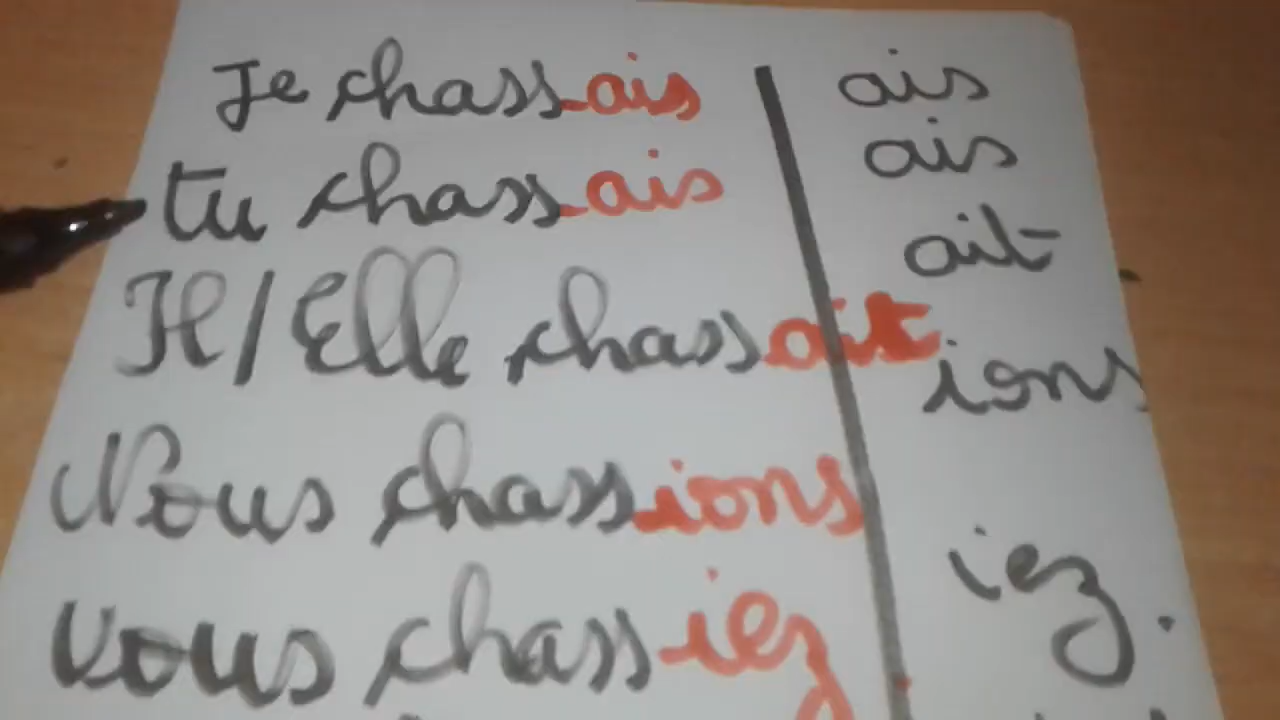 Je chassais ais
tu chassais ais
Il/Elle chassait ait
Nous chassions ions
vous chassiez iez.